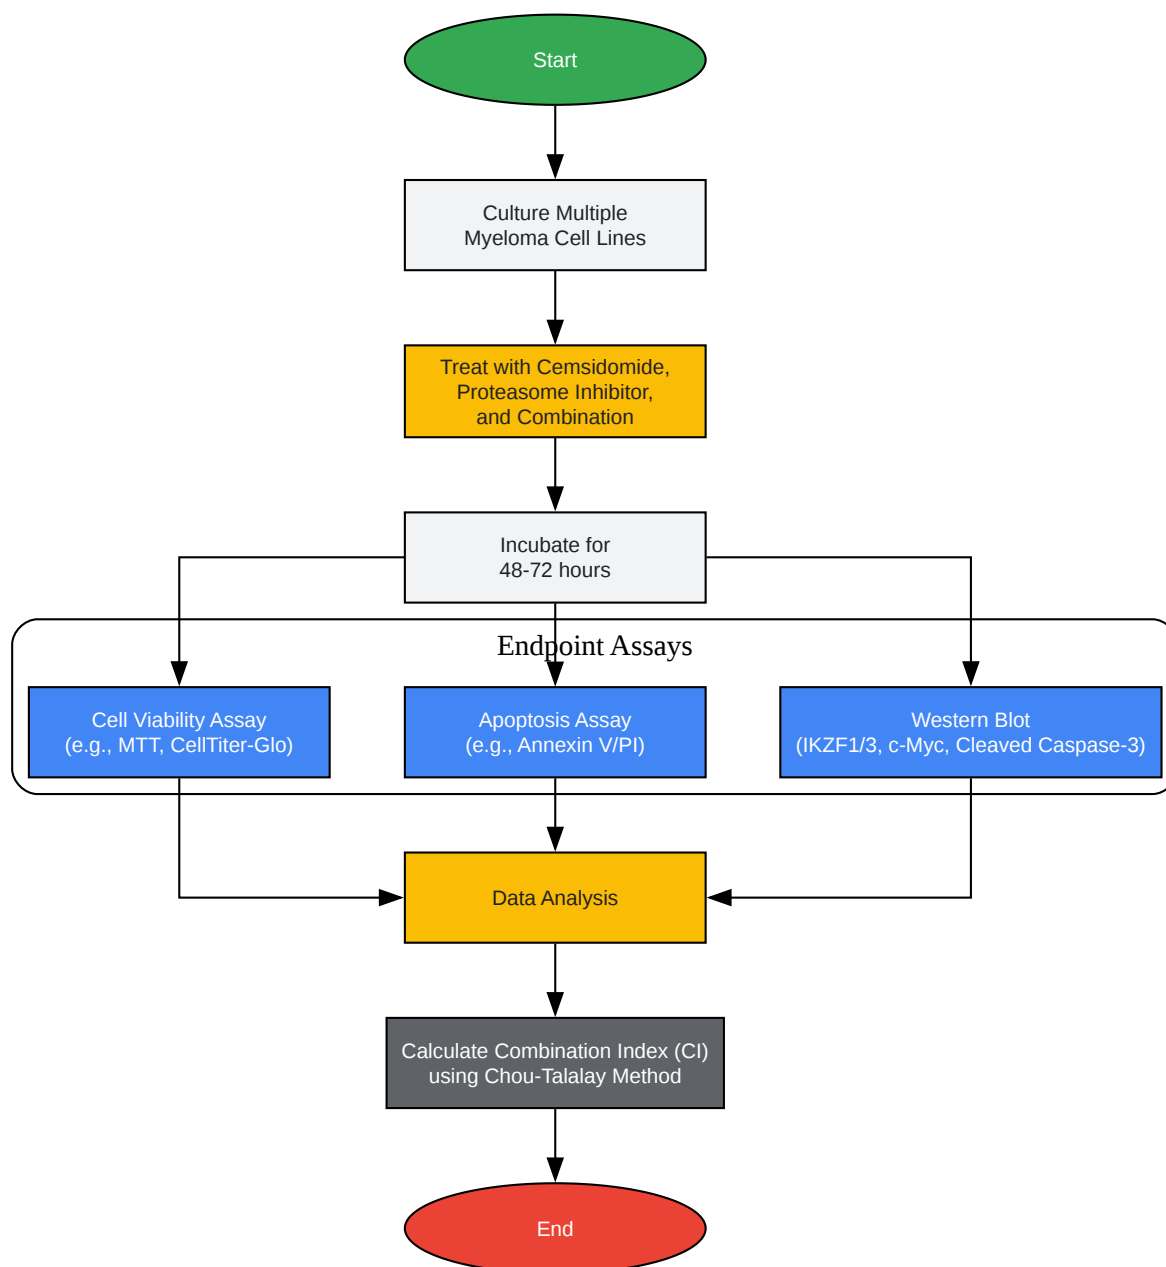 Start
Culture Multiple
Myeloma Cell Lines
Treat with Cemsidomide,
Proteasome Inhibitor,
and Combination
Incubate for
48-72 hours
Endpoint Assays
Cell Viability Assay
(e.g., MTT, CellTiter-Glo)
Apoptosis Assay
(e.g., Annexin V/PI)
Western Blot
(IKZF1/3, c-Myc, Cleaved Caspase-3)
Data Analysis
Calculate Combination Index (CI)
using Chou-Talalay Method
End